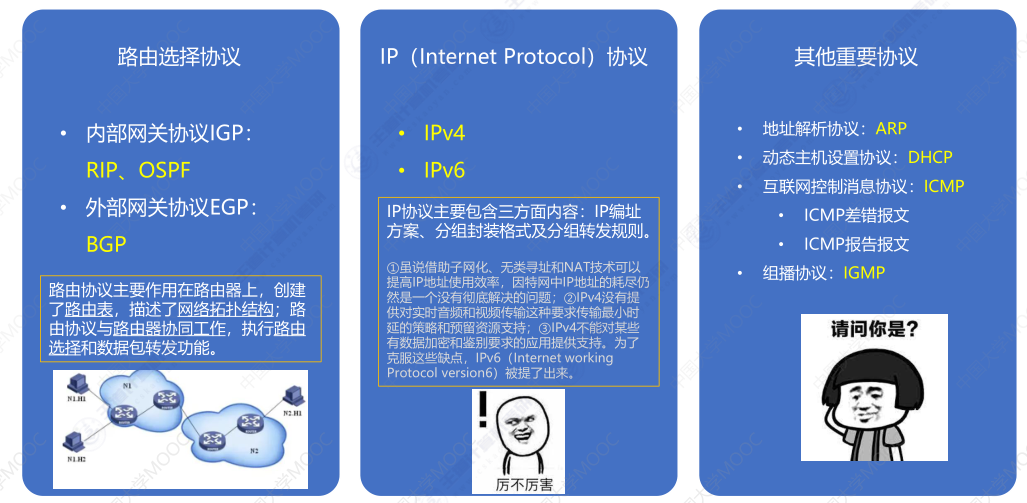 路由选择协议
• 内部网关协议IGP：
RIP、OSPF
• 外部网关协议EGP：
BGP
路由协议主要作用在路由器上，创建
了路由表，描述了网络拓扑结构；路
由协议与路由器协同工作，执行路由
选择和数据包转发功能。
N1
N1.H1
N2.H1
N1.H2
N2
IP（Internet Protocol）协议
• IPv4
• IPv6
IP协议主要包含三方面内容：IP编址
方案、分组封装格式及分组转发规则。
①虽说借助子网化、无类寻址和NAT技术可以
提高IP地址使用效率，因特网中IP地址的耗尽仍
然是一个没有彻底解决的问题；②IPv4没有提
供对实时音频和视频传输这种要求传输最小时
延的策略和预留资源支持；③IPv4不能对某些
有数据加密和鉴别要求的应用提供支持。为了
克服这些缺点，IPv6（Internet working
Protocol version6）被提了出来。
!
厉不厉害
其他重要协议
• 地址解析协议：ARP
• 动态主机设置协议：DHCP
• 互联网控制消息协议：ICMP
• ICMP差错报文
• ICMP报告报文
• 组播协议：IGMP
请问你是?